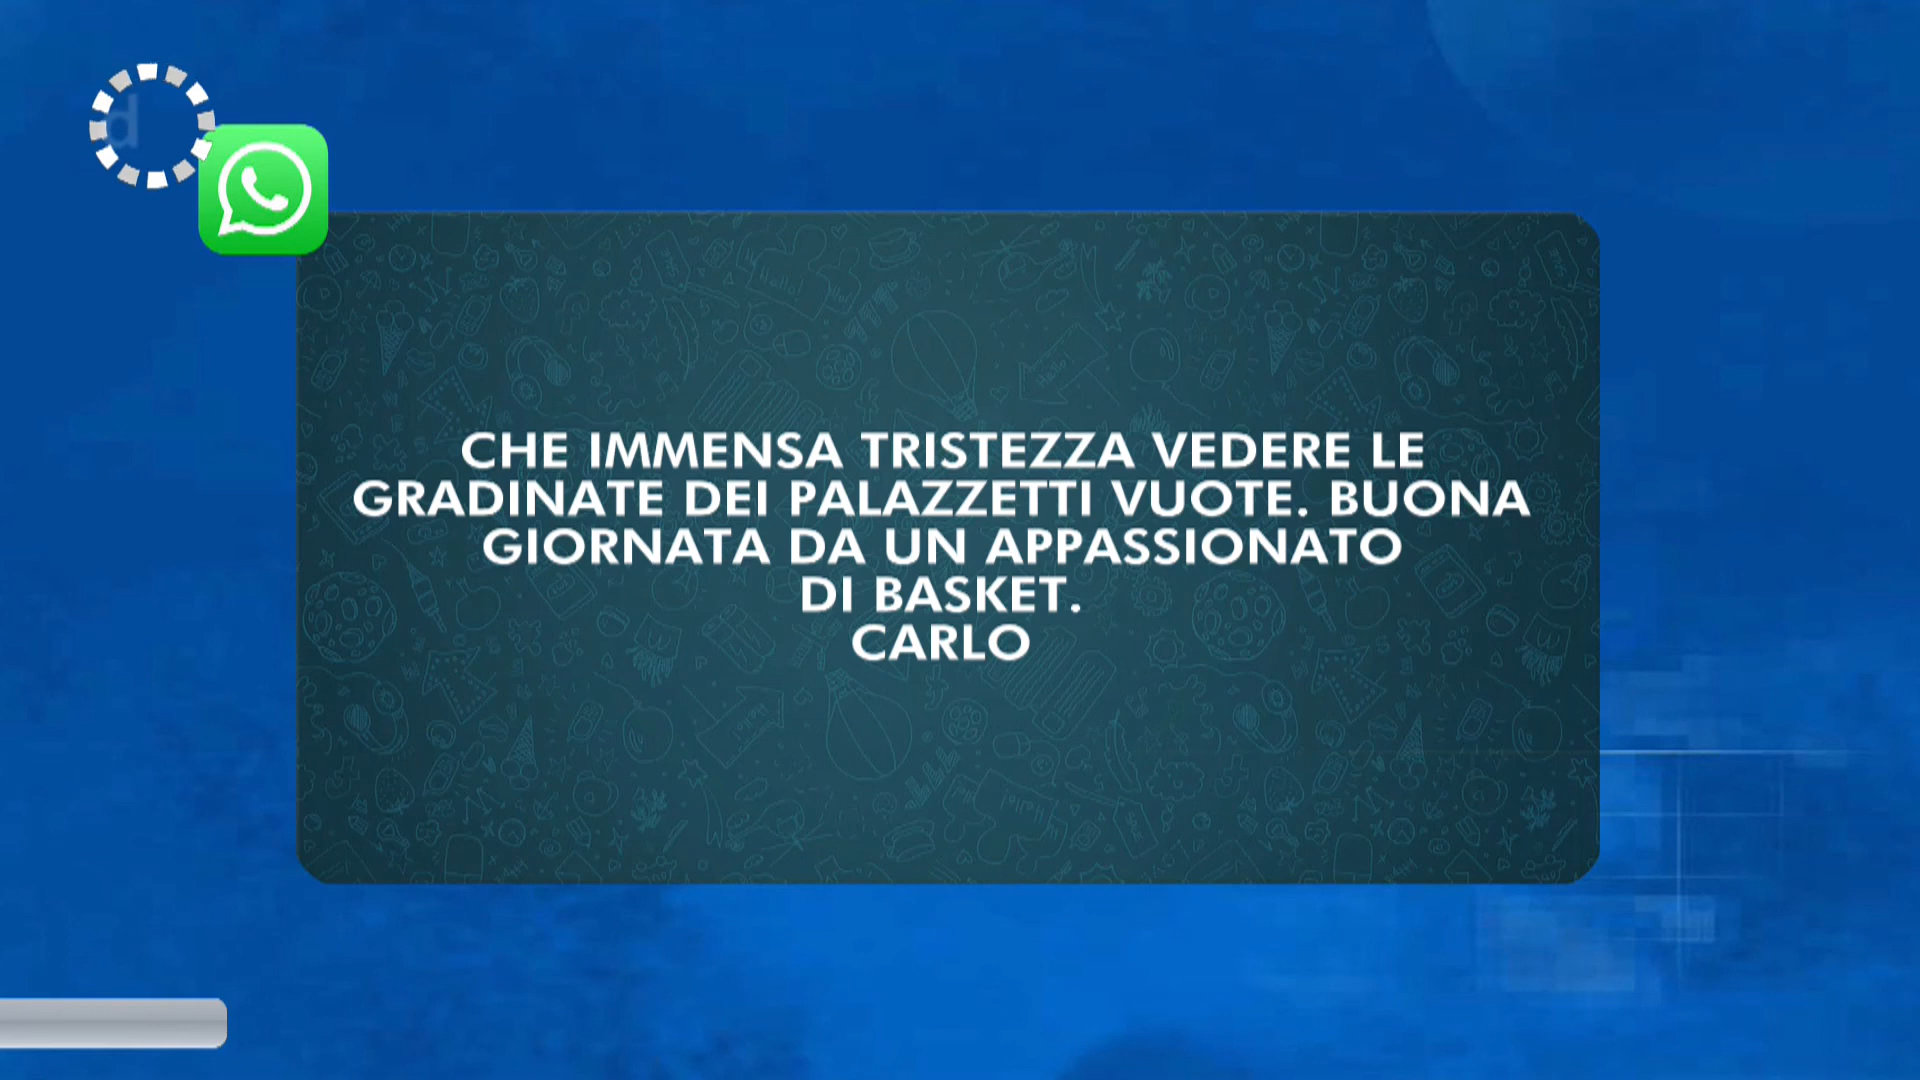 d
CHE IMMENSA TRISTEZZA VEDERE LE
GRADINATE DEI PALAZZETTI VUOTE. BUONA
GIORNATA DA UN APPASSIONATO
DI BASKET.
CARLO